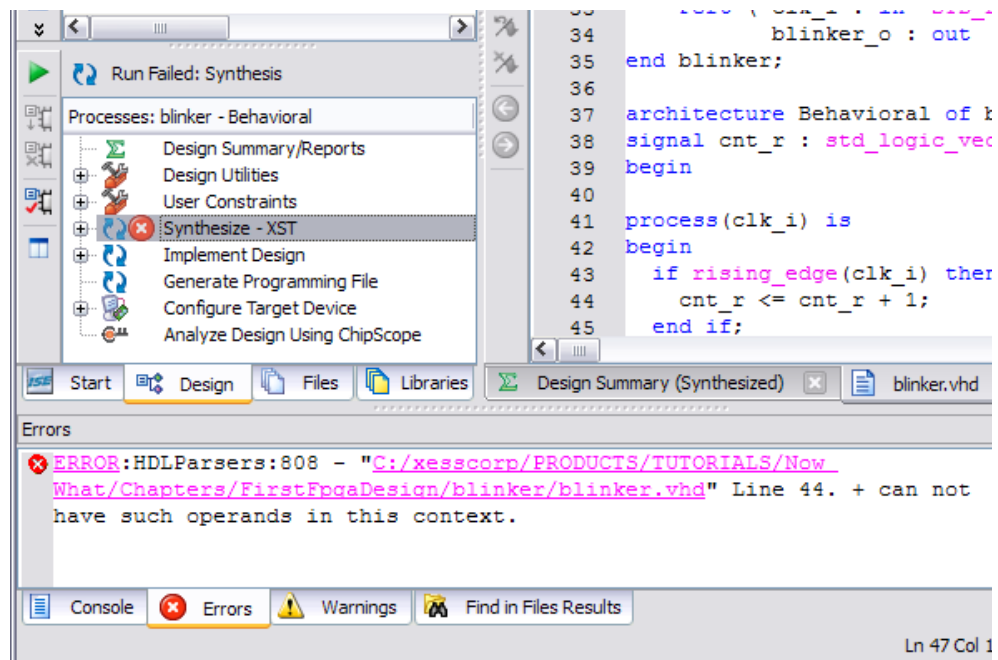 34 blinker_o : out
35 end blinker;
36
37 architecture Behavioral of b
38 signal cnt_r : std_logic_vec
39 begin
40
41 process(clk_i) is
42 begin
43 if rising_edge(clk_i) then
44 cnt_r <= cnt_r + 1;
45 end if;
Run Failed: Synthesis
Processes: blinker - Behavioral
Design Summary/Reports
Design Utilities
User Constraints
Synthesize - XST
Implement Design
Generate Programming File
Configure Target Device
Analyze Design Using ChipScope
ISE Start Design Files Libraries
Design Summary (Synthesized) blinker.vhd
Errors
ERROR:HDLParsers:808 - "C:/xesscorp/PRODUCTS/TUTORIALS/Now
What/Chapters/FirstFpgaDesign/blinker/blinker.vhd" Line 44. + can not
have such operands in this context.
Console Errors Warnings Find in Files Results
Ln 47 Col 1